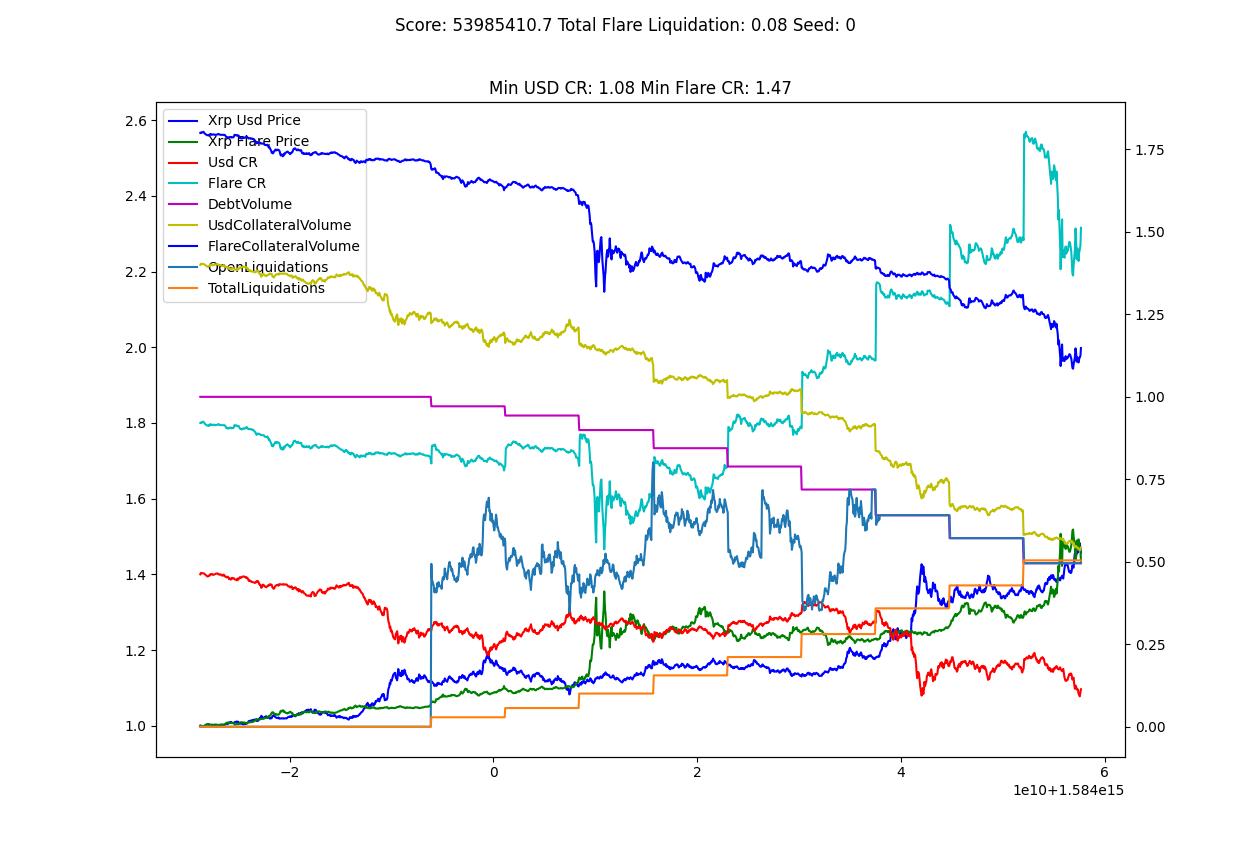 Score: 53985410.7 Total Flare Liquidation: 0.08 Seed: 0
Min USD CR: 1.08 Min Flare CR: 1.47
Xrp Usd Price
Xrp Flare Price
Usd CR
Flare CR
DebtVolume
UsdCollateralVolume
FlareCollateralVolume
OpenLiquidations
TotalLiquidations
2.6
2.4
2.2
2.0
1.8
1.6
1.4
1.2
1.0
1.75
1.50
1.25
1.00
0.75
0.50
0.25
0.00
−2 0 2 4 6
1e10+1.584e15